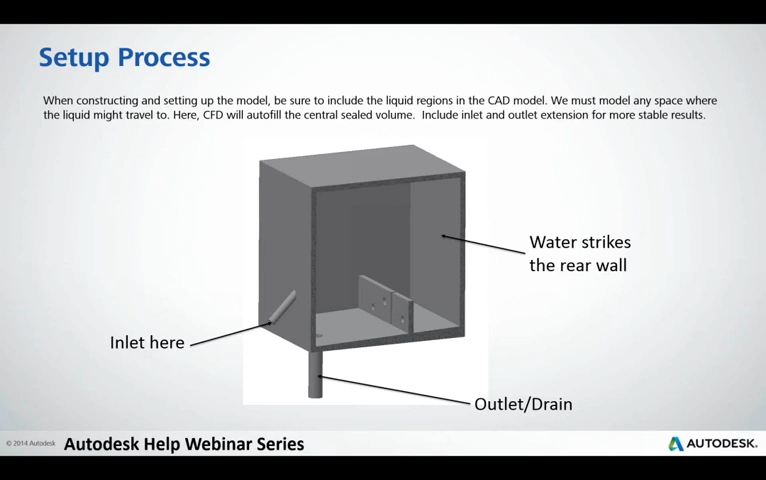 Setup Process
When constructing and setting up the model, be sure to include the liquid regions in the CAD model. We must model any space where
the liquid might travel to. Here, CFD will autofill the central sealed volume. Include inlet and outlet extension for more stable results.
Water strikes
the rear wall
Inlet here
Outlet/Drain
© 2014 Autodesk
Autodesk Help Webinar Series
AUTODESK.